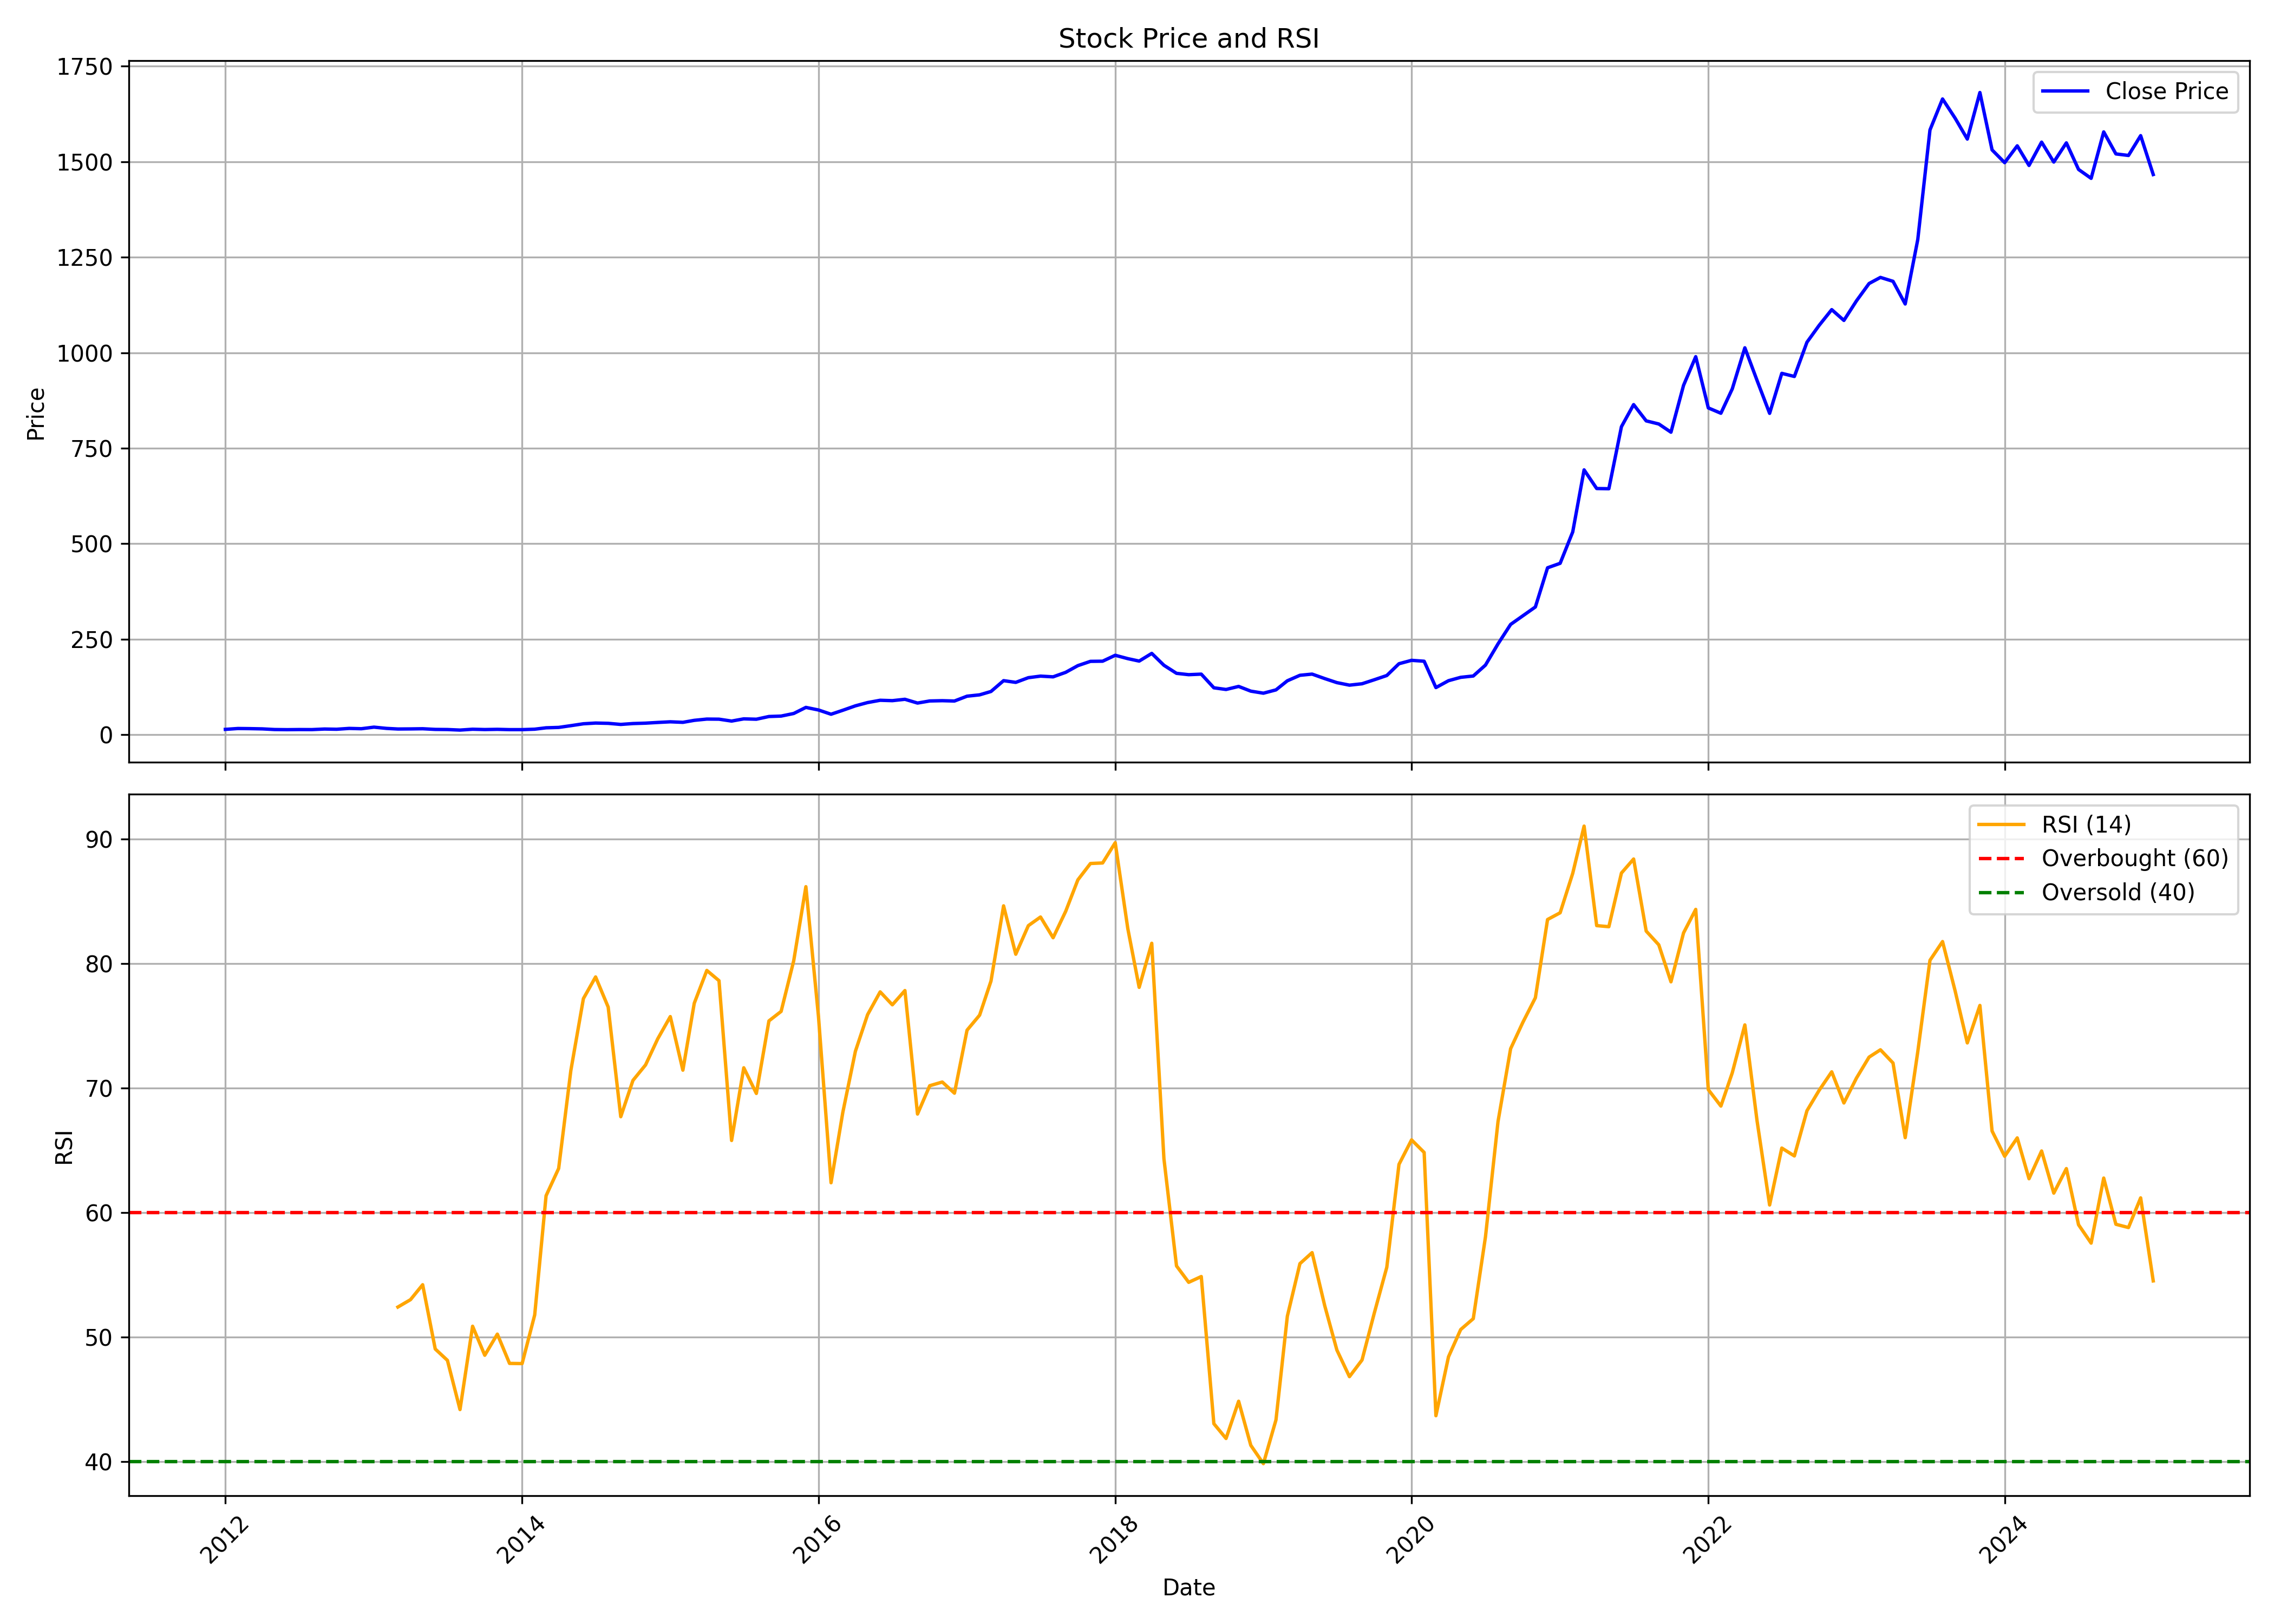 Stock Price and RSI
1750
1500
1250
1000
750
500
250
0
Price
Close Price
90
80
70
60
50
40
RSI
RSI (14)
Overbought (60)
Oversold (40)
2012
2014
2016
2018
2020
2022
2024
Date